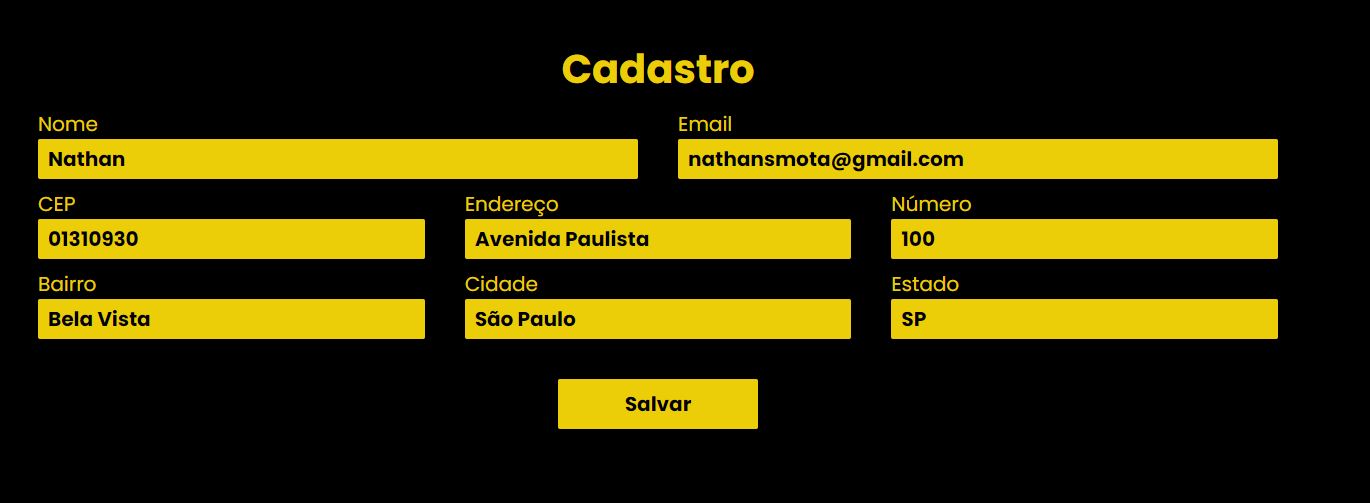 Cadastro
Nome Email
Nathan nathansmota@gmail.com
CEP Endereço Número
01310930 Avenida Paulista 100
Bairro Cidade Estado
Bela Vista São Paulo SP
Salvar